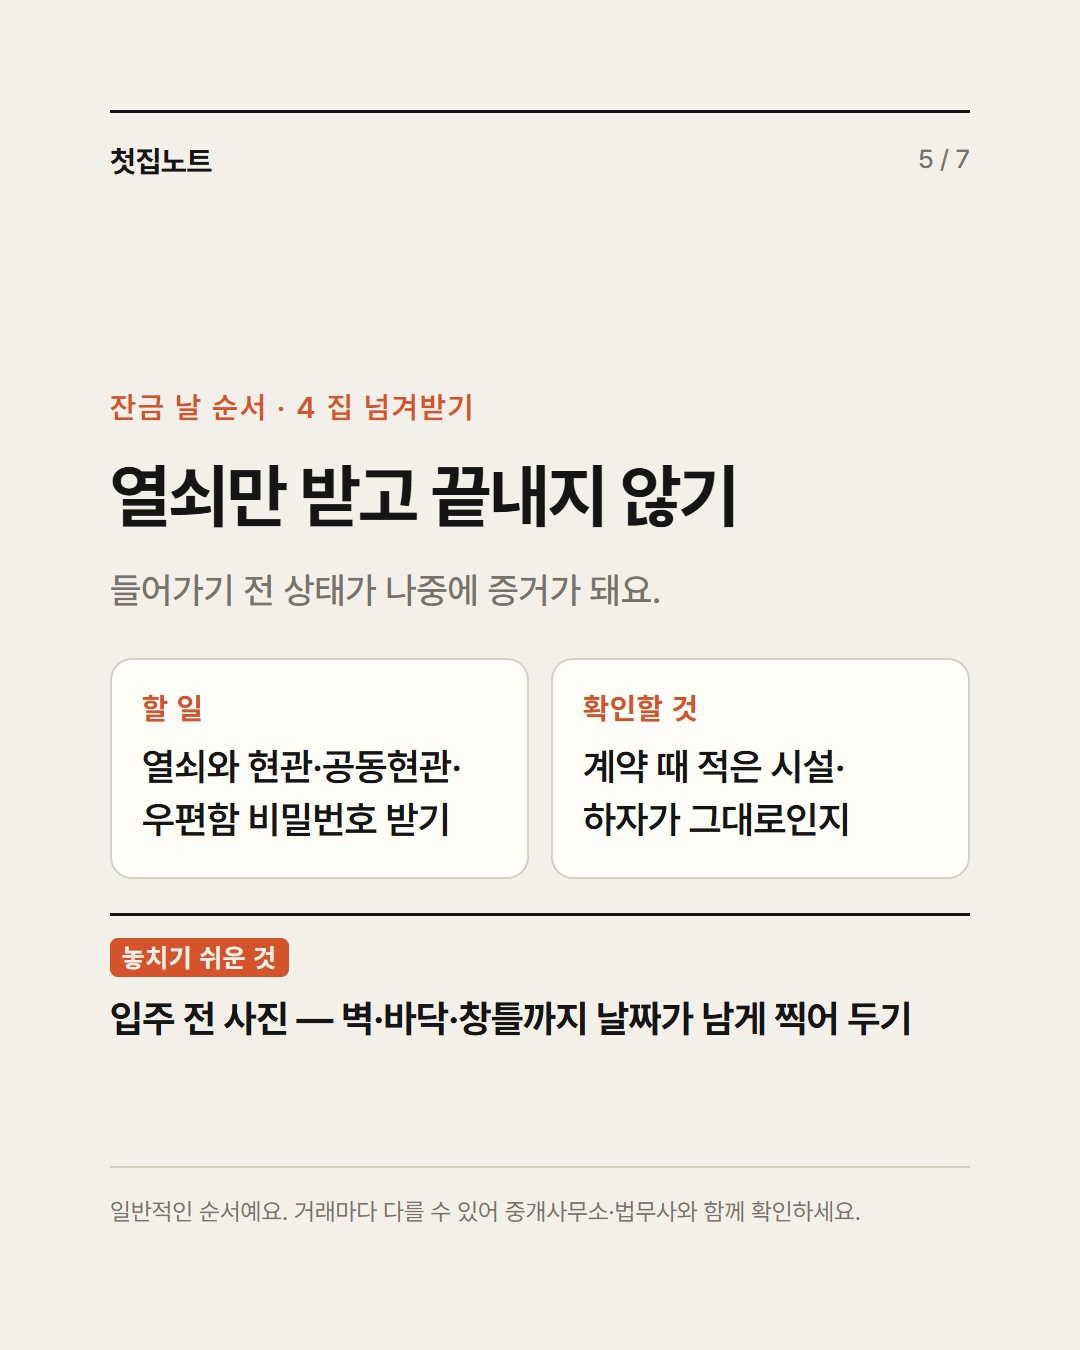 첫집노트
5 / 7
잔금 날 순서 · 4 집 넘겨받기
열쇠만 받고 끝내지 않기
들어가기 전 상태가 나중에 증거가 돼요.
할 일
열쇠와 현관·공동현관·
우편함 비밀번호 받기
확인할 것
계약 때 적은 시설·
하자가 그대로인지
놓치기 쉬운 것
입주 전 사진 — 벽·바닥·창틀까지 날짜가 남게 찍어 두기
일반적인 순서예요. 거래마다 다를 수 있어 중개사무소·법무사와 함께 확인하세요.